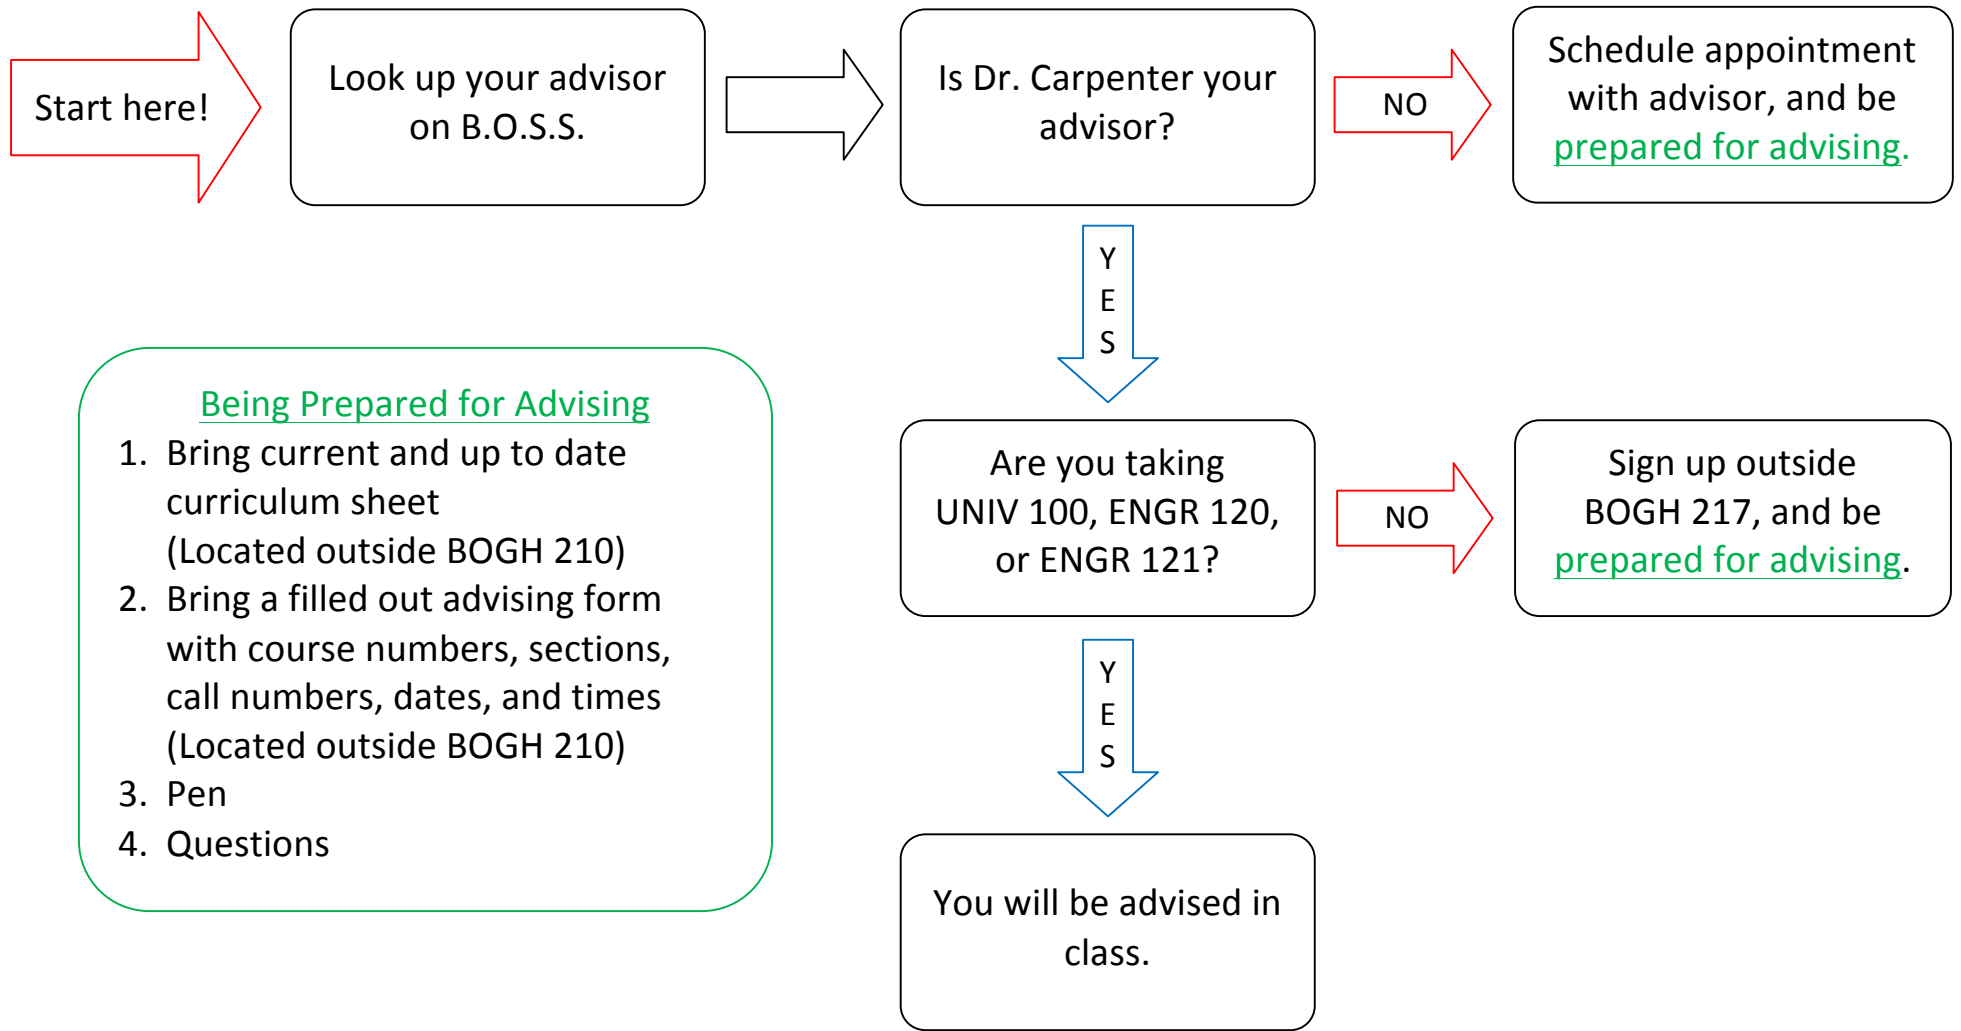 Start here!
Look up your advisor
on B.O.S.S.
Is Dr. Carpenter your
advisor?
NO
Schedule appointment
with advisor, and be
prepared for advising.
Y
E
S
Being Prepared for Advising
1. Bring current and up to date
curriculum sheet
(Located outside BOGH 210)
2. Bring a filled out advising form
with course numbers, sections,
call numbers, dates, and times
(Located outside BOGH 210)
3. Pen
4. Questions
Are you taking
UNIV 100, ENGR 120,
or ENGR 121?
NO
Sign up outside
BOGH 217, and be
prepared for advising.
Y
E
S
You will be advised in
class.